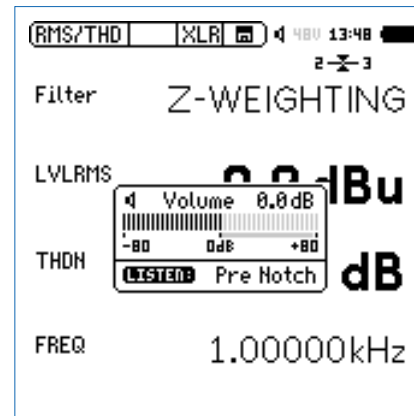 RMS/THD XLR 48V 13:48
2 3
Filter Z-WEIGHTING
LVLRMS dBu
Volume 0.0dB
-80 0dB +80
LISTEN: Pre Notch
THDN dB
FREQ 1.00000kHz